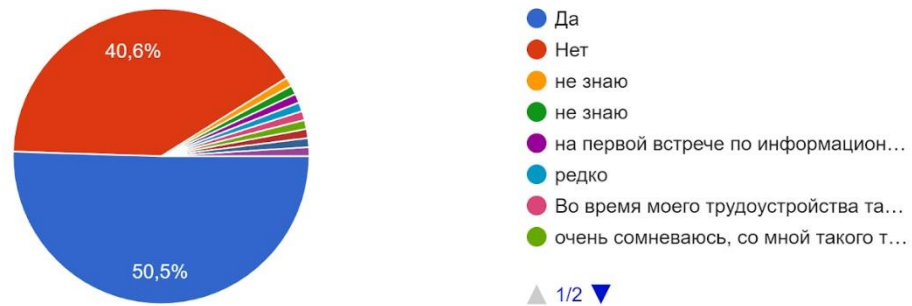 40,6%
50,5%
Да
Нет
не знаю
не знаю
на первой встрече по информацион…
редко
Во время моего трудоустройства та…
очень сомневаюсь, со мной такого т…
1/2